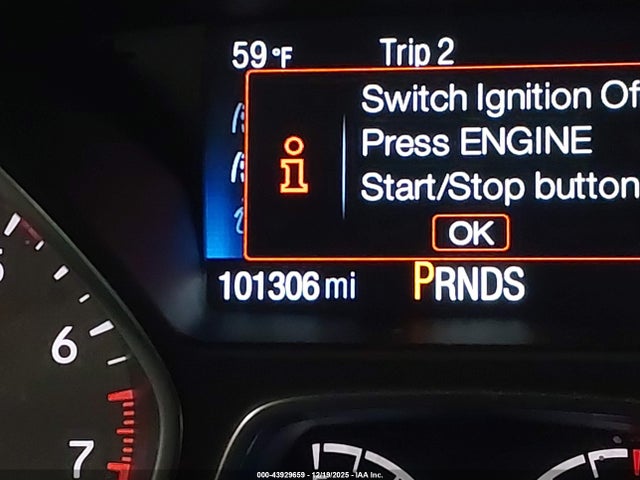 59°F Trip 2
Switch Ignition Of
Press ENGINE
Start/Stop button
OK
101306 mi PRNDS
6
7
000-43929659 - 12/19/2025 - IAA Inc.